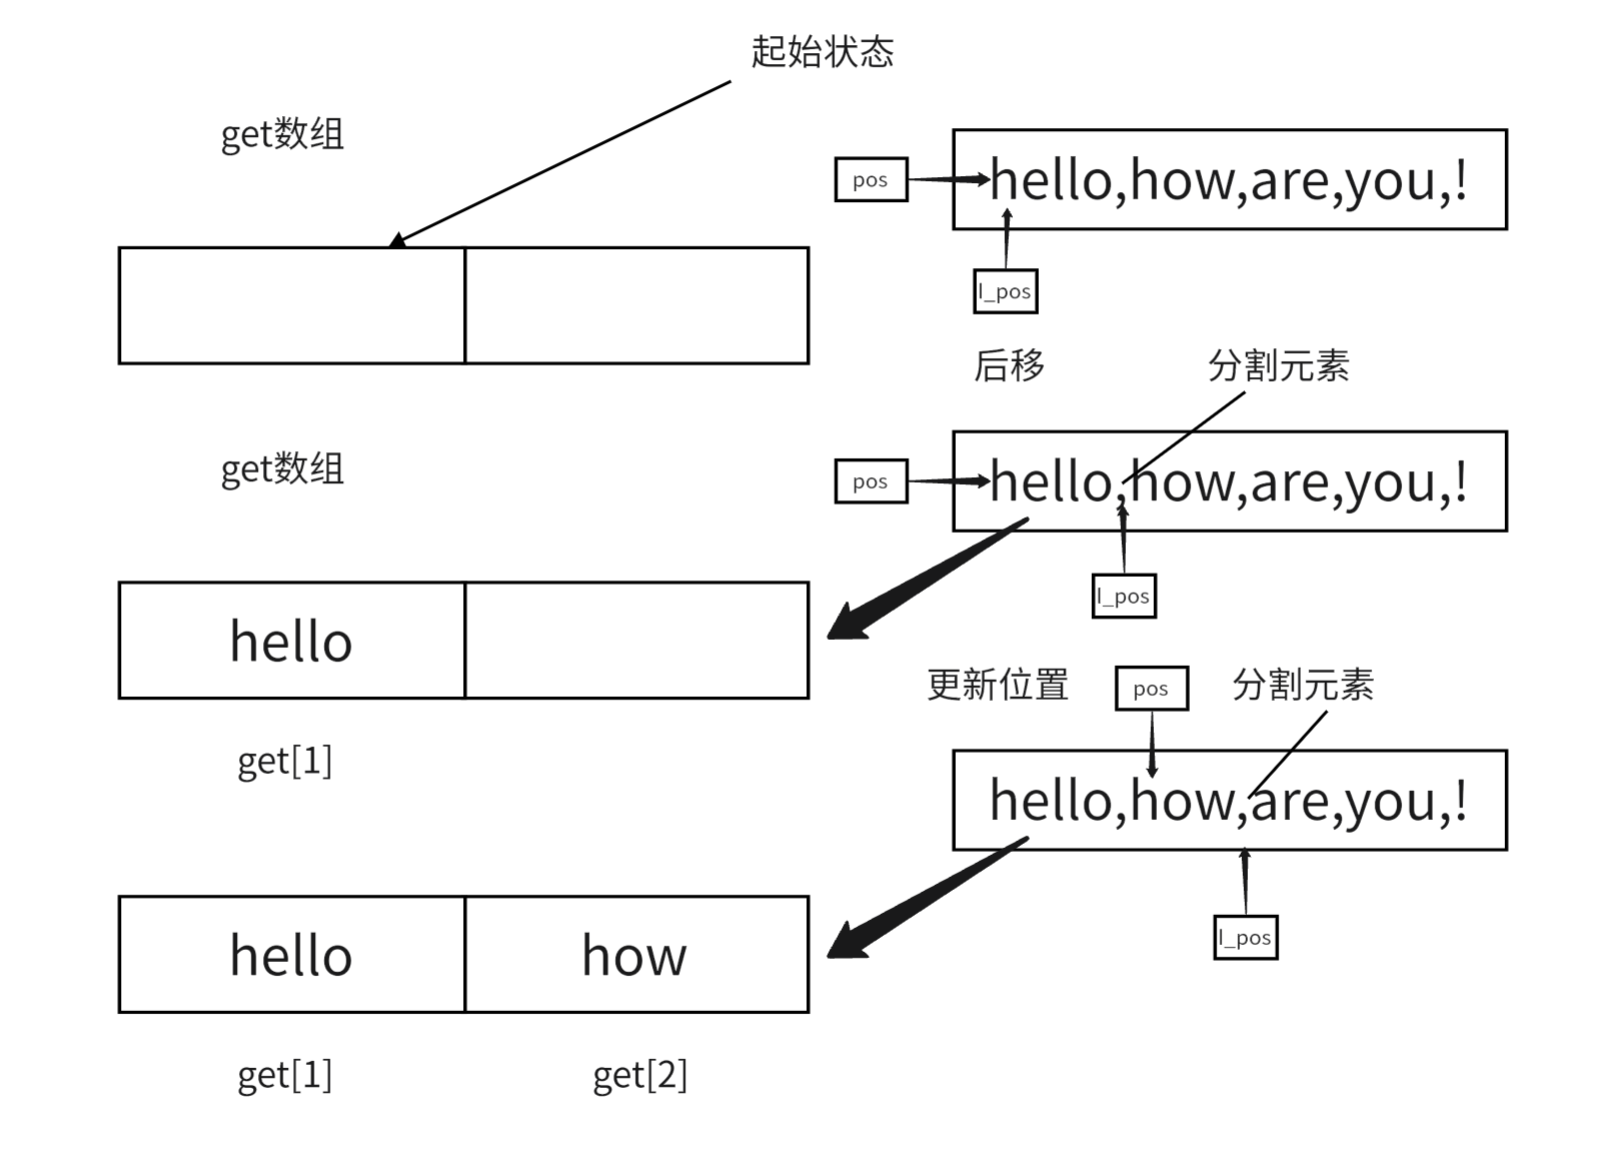 起始状态
get数组
pos
hello,how,are,you,!
l_pos
后移
分割元素
get数组
pos
hello,how,are,you,!
l_pos
hello
get[1]
更新位置
pos
分割元素
hello,how,are,you,!
l_pos
hello
how
get[1]
get[2]